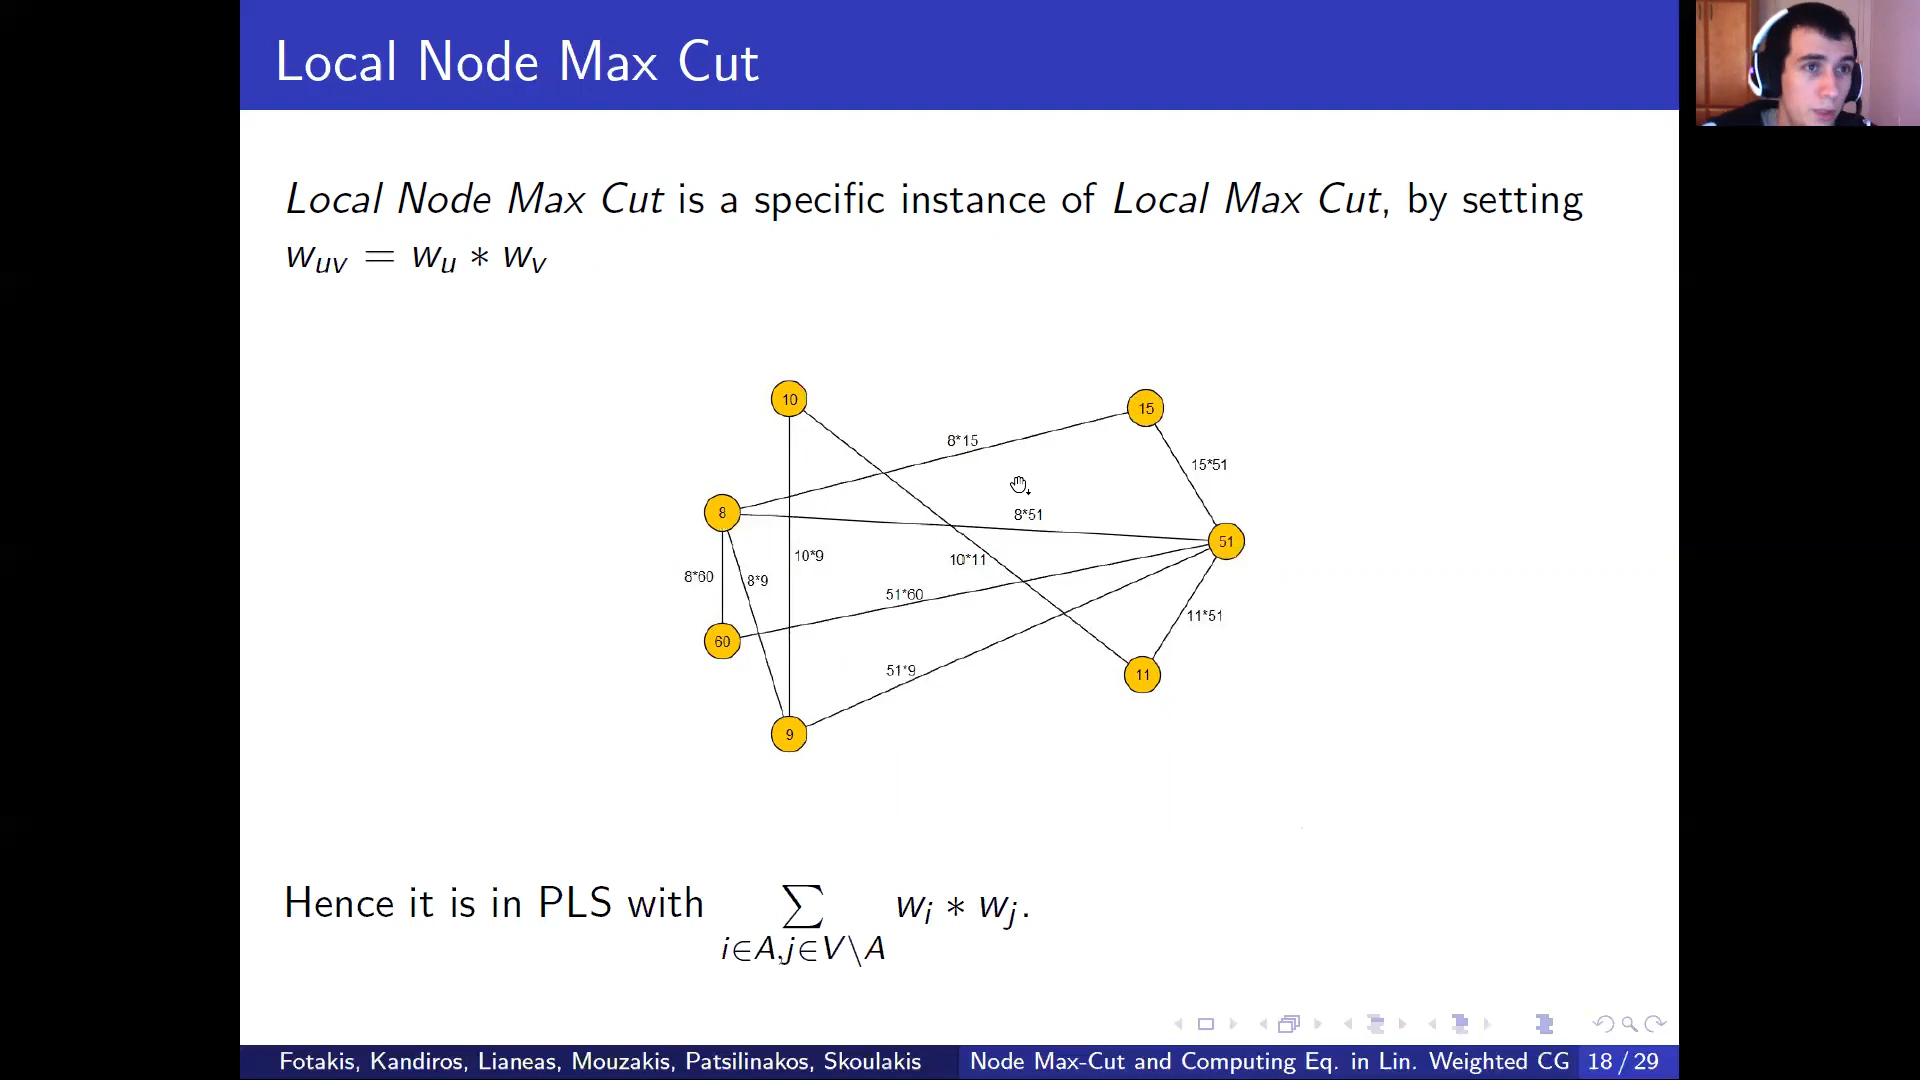 Local Node Max Cut
Local Node Max Cut is a specific instance of Local Max Cut, by setting
w_{uv} = w_u * w_v
10
15
8*15
15*51
8
8*51
51
10*9
10*11
8*60
8*9
51*60
11*51
60
51*9
11
9
Hence it is in PLS with ∑_{i∈A,j∈V\A} w_i * w_j.
Fotakis, Kandiros, Lianeas, Mouzakis, Patsilinakos, Skoulakis
Node Max-Cut and Computing Eq. in Lin. Weighted CG
18 / 29